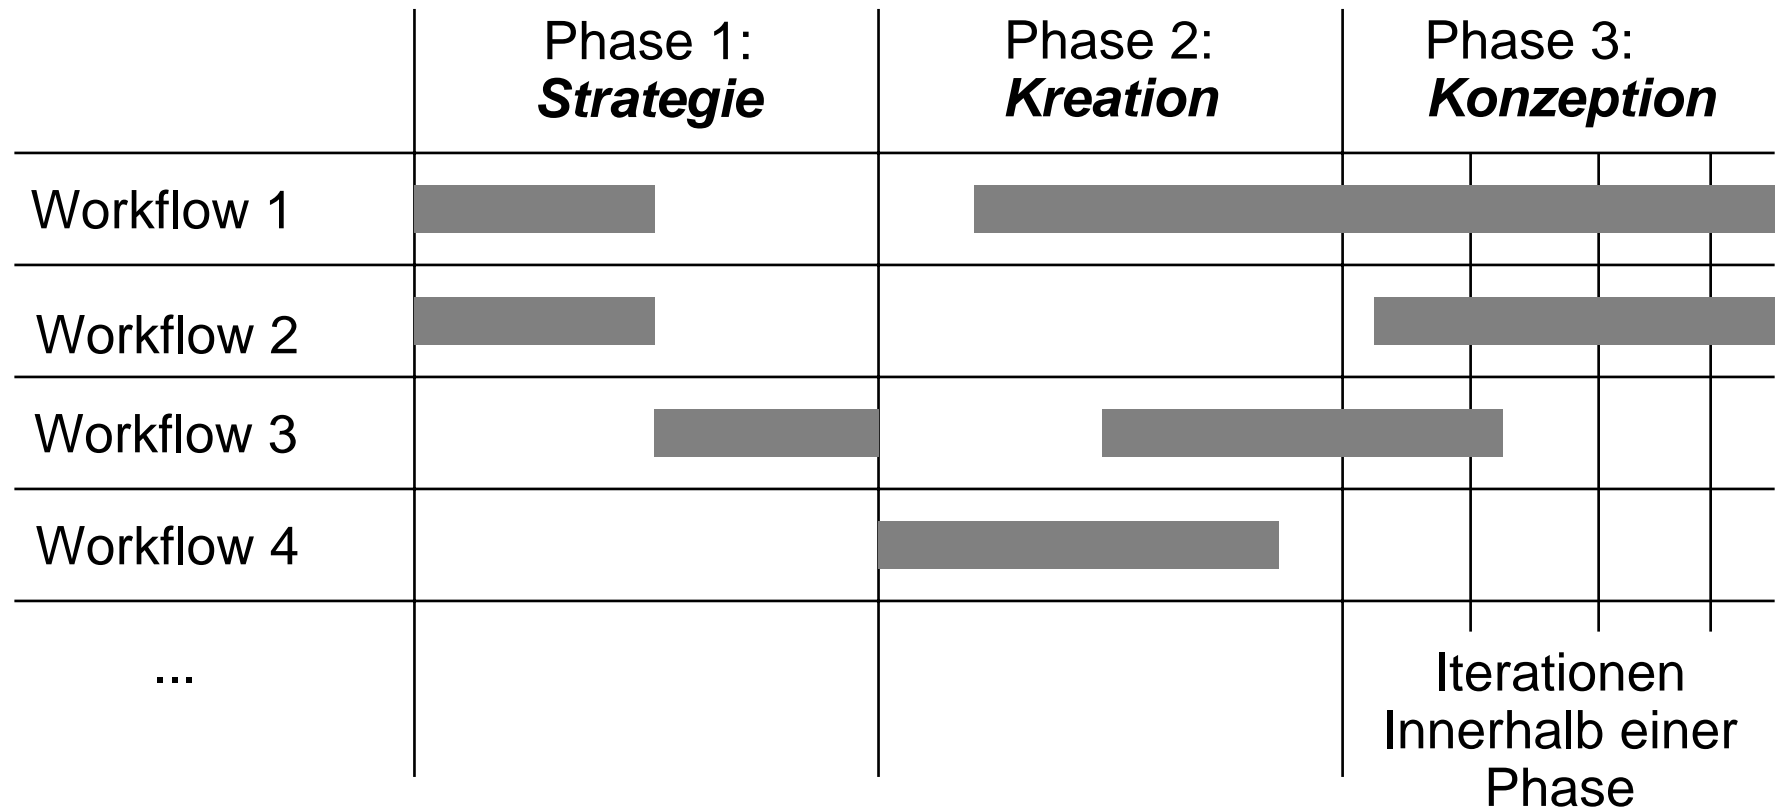 Phase 1:
Strategie
Phase 2:
Kreation
Phase 3:
Konzeption
Workflow 1
Workflow 2
Workflow 3
Workflow 4
...
Iterationen
Innerhalb einer
Phase